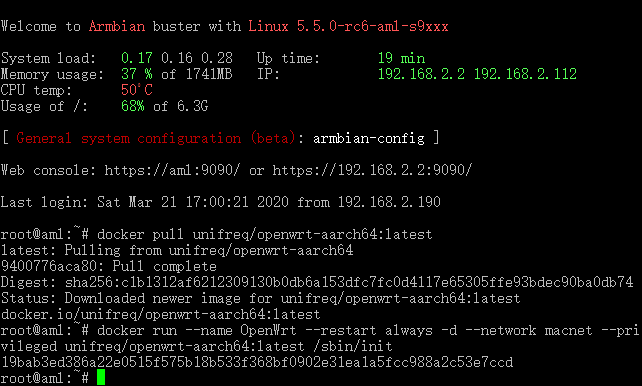 Welcome to Armbian buster with Linux 5.5.0-rc6-aml-s9xxx
System load:   0.17 0.16 0.28   Up time:       19 min
Memory usage:  37 % of 1741MB   IP:            192.168.2.2 192.168.2.112
CPU temp:      50°C
Usage of /:    68% of 6.3G
[ General system configuration (beta): armbian-config ]
Web console: https://aml:9090/ or https://192.168.2.2:9090/
Last login: Sat Mar 21 17:00:21 2020 from 192.168.2.190
root@aml:~# docker pull unifreq/openwrt-aarch64:latest
latest: Pulling from unifreq/openwrt-aarch64
9400776aca80: Pull complete
Digest: sha256:c1b1312af6212309130b0db6a153dfc7fc0d4117e65305ffe93bdec90ba0db74
Status: Downloaded newer image for unifreq/openwrt-aarch64:latest
docker.io/unifreq/openwrt-aarch64:latest
root@aml:~# docker run --name OpenWrt --restart always -d --network macnet --pri
vileged unifreq/openwrt-aarch64:latest /sbin/init
19bab3ed386a22e0515f575b18b533f368bf0902e31ea1a5fcc988a2c53e7ccd
root@aml:~#